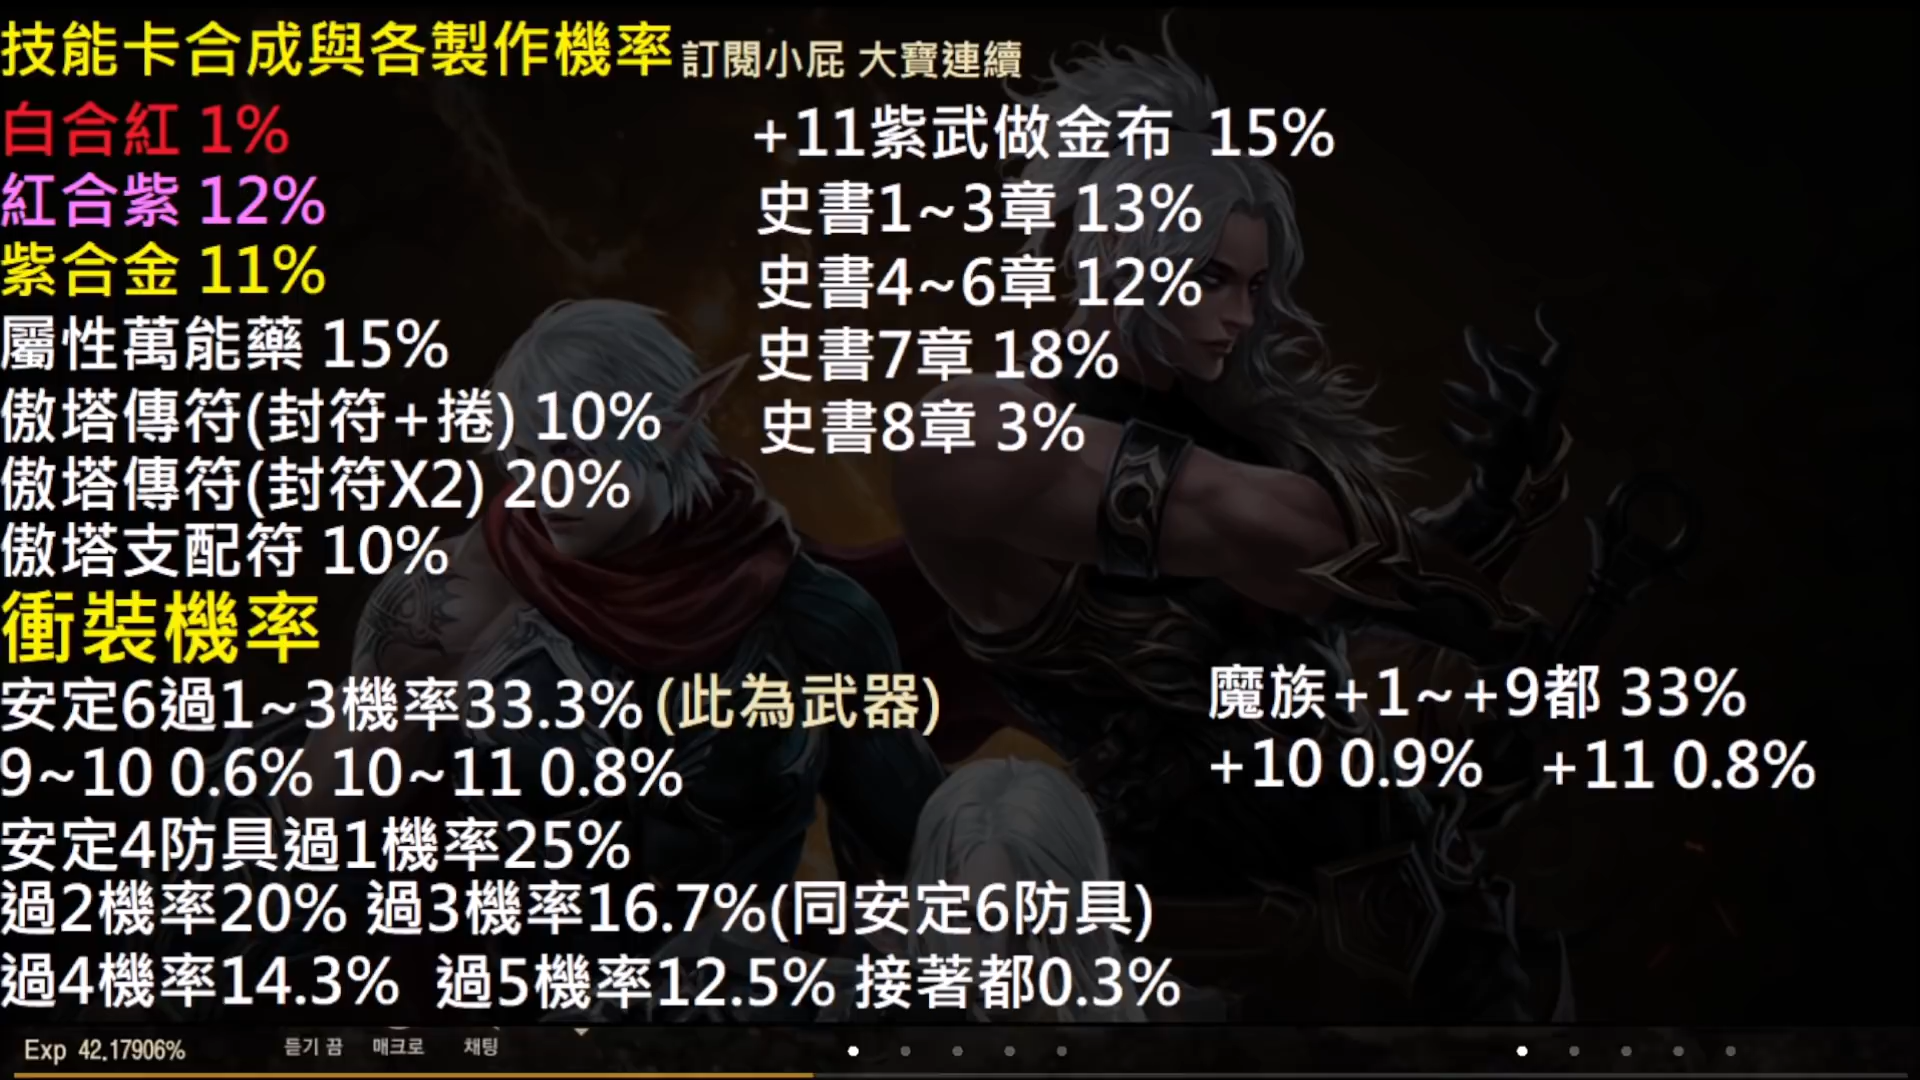 技能卡合成與各製作機率 訂閱小屁 大寶連續
白合紅 1%
紅合紫 12%
紫合金 11%
屬性萬能藥 15%
傲塔傳符(封符+捲) 10%
傲塔傳符(封符X2) 20%
傲塔支配符 10%
+11紫武做金布 15%
史書1~3章 13%
史書4~6章 12%
史書7章 18%
史書8章 3%
衝裝機率
安定6過1~3機率33.3% (此為武器)
9~10 0.6% 10~11 0.8%
安定4防具過1機率25%
過2機率20% 過3機率16.7%(同安定6防具)
過4機率14.3% 過5機率12.5% 接著都0.3%
魔族+1~+9都 33%
+10 0.9% +11 0.8%
Exp 42.17906% 듣기 끔 매크로 채팅